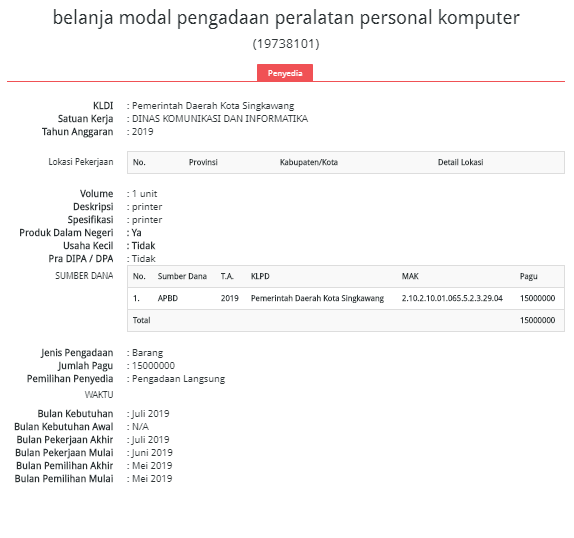 belanja modal pengadaan peralatan personal komputer
(19738101)
Penyedia
KLDI : Pemerintah Daerah Kota Singkawang
Satuan Kerja : DINAS KOMUNIKASI DAN INFORMATIKA
Tahun Anggaran : 2019
Lokasi Pekerjaan No. Provinsi Kabupaten/Kota Detail Lokasi
Volume : 1 unit
Deskripsi : printer
Spesifikasi : printer
Produk Dalam Negeri : Ya
Usaha Kecil : Tidak
Pra DIPA / DPA : Tidak
SUMBER DANA No. Sumber Dana T.A. KLPD MAK Pagu
1. APBD 2019 Pemerintah Daerah Kota Singkawang 2.10.2.10.01.065.5.2.3.29.04 15000000
Total 15000000
Jenis Pengadaan : Barang
Jumlah Pagu : 15000000
Pemilihan Penyedia : Pengadaan Langsung
WAKTU
Bulan Kebutuhan : Juli 2019
Bulan Kebutuhan Awal : N/A
Bulan Pekerjaan Akhir : Juli 2019
Bulan Pekerjaan Mulai : Juni 2019
Bulan Pemilihan Akhir : Mei 2019
Bulan Pemilihan Mulai : Mei 2019